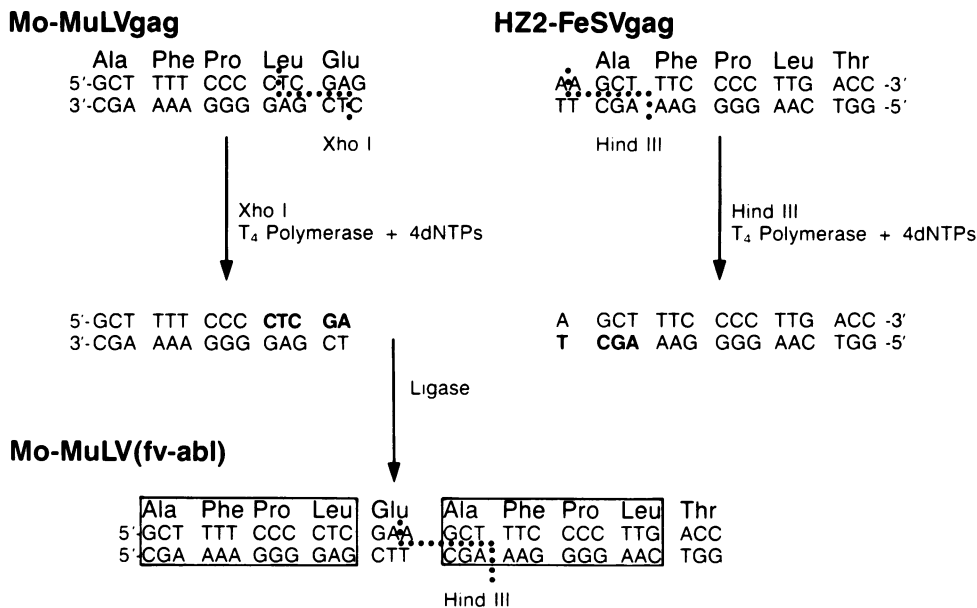 Mo-MuLVgag
Ala Phe Pro Leu Glu
5′-GCT TTT CCC CTC GAG
3′-CGA AAA GGG GAG CTC
Xho I
Xho I
T4 Polymerase + 4dNTPs
5′-GCT TTT CCC CTC GA
3′-CGA AAA GGG GAG CT
HZ2-FeSVgag
Ala Phe Pro Leu Thr
AA GCT TTC CCC TTG ACC -3′
TT CGA AAG GGG AAC TGG -5′
Hind III
Hind III
T4 Polymerase + 4dNTPs
A GCT TTC CCC TTG ACC -3′
T CGA AAG GGG AAC TGG -5′
Ligase
Mo-MuLV(fv-abl)
Ala Phe Pro Leu Glu Ala Phe Pro Leu Thr
5′-GCT TTT CCC CTC GAA GCT TTC CCC TTG ACC
5′-CGA AAA GGG GAG CTT CGA AAG GGG AAC TGG
Hind III